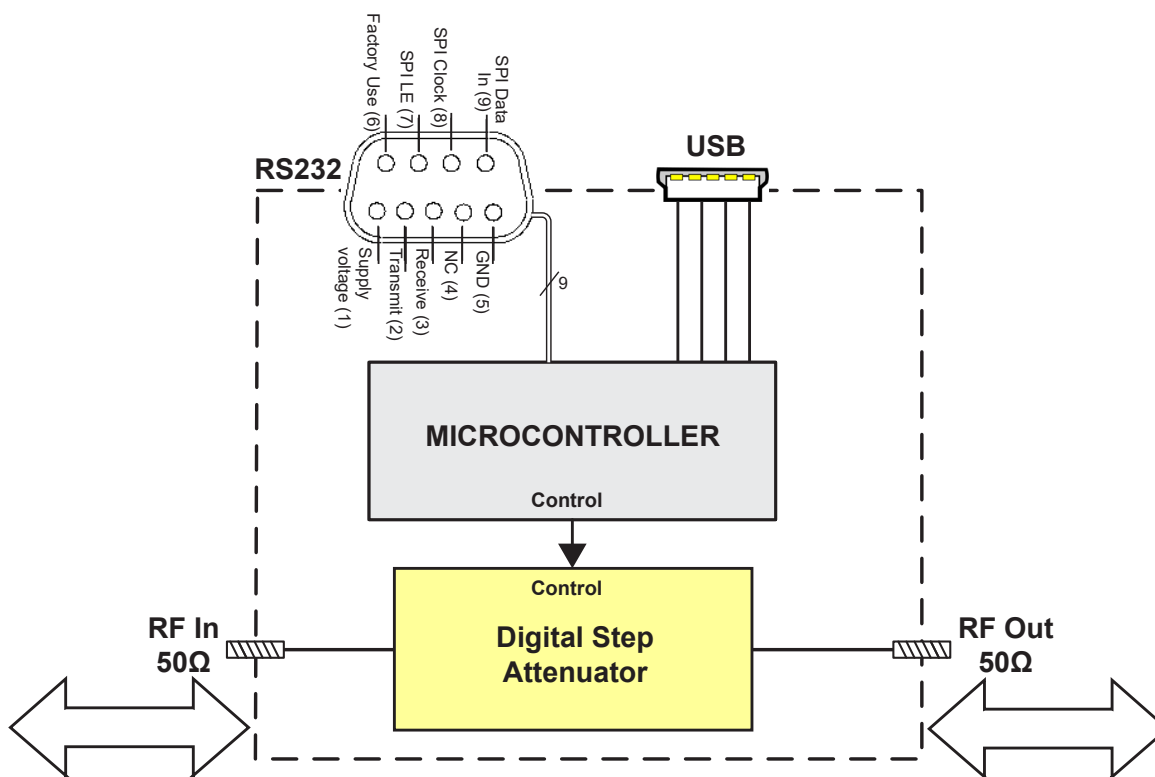 Factory Use (6)
SPI LE (7)
SPI Clock (8)
SPI Data
In (9)
RS232
USB
Supply
voltage (1)
Transmit (2)
Receive (3)
NC (4)
GND (5)
9
MICROCONTROLLER
Control
Control
Digital Step
Attenuator
RF In
50Ω
RF Out
50Ω